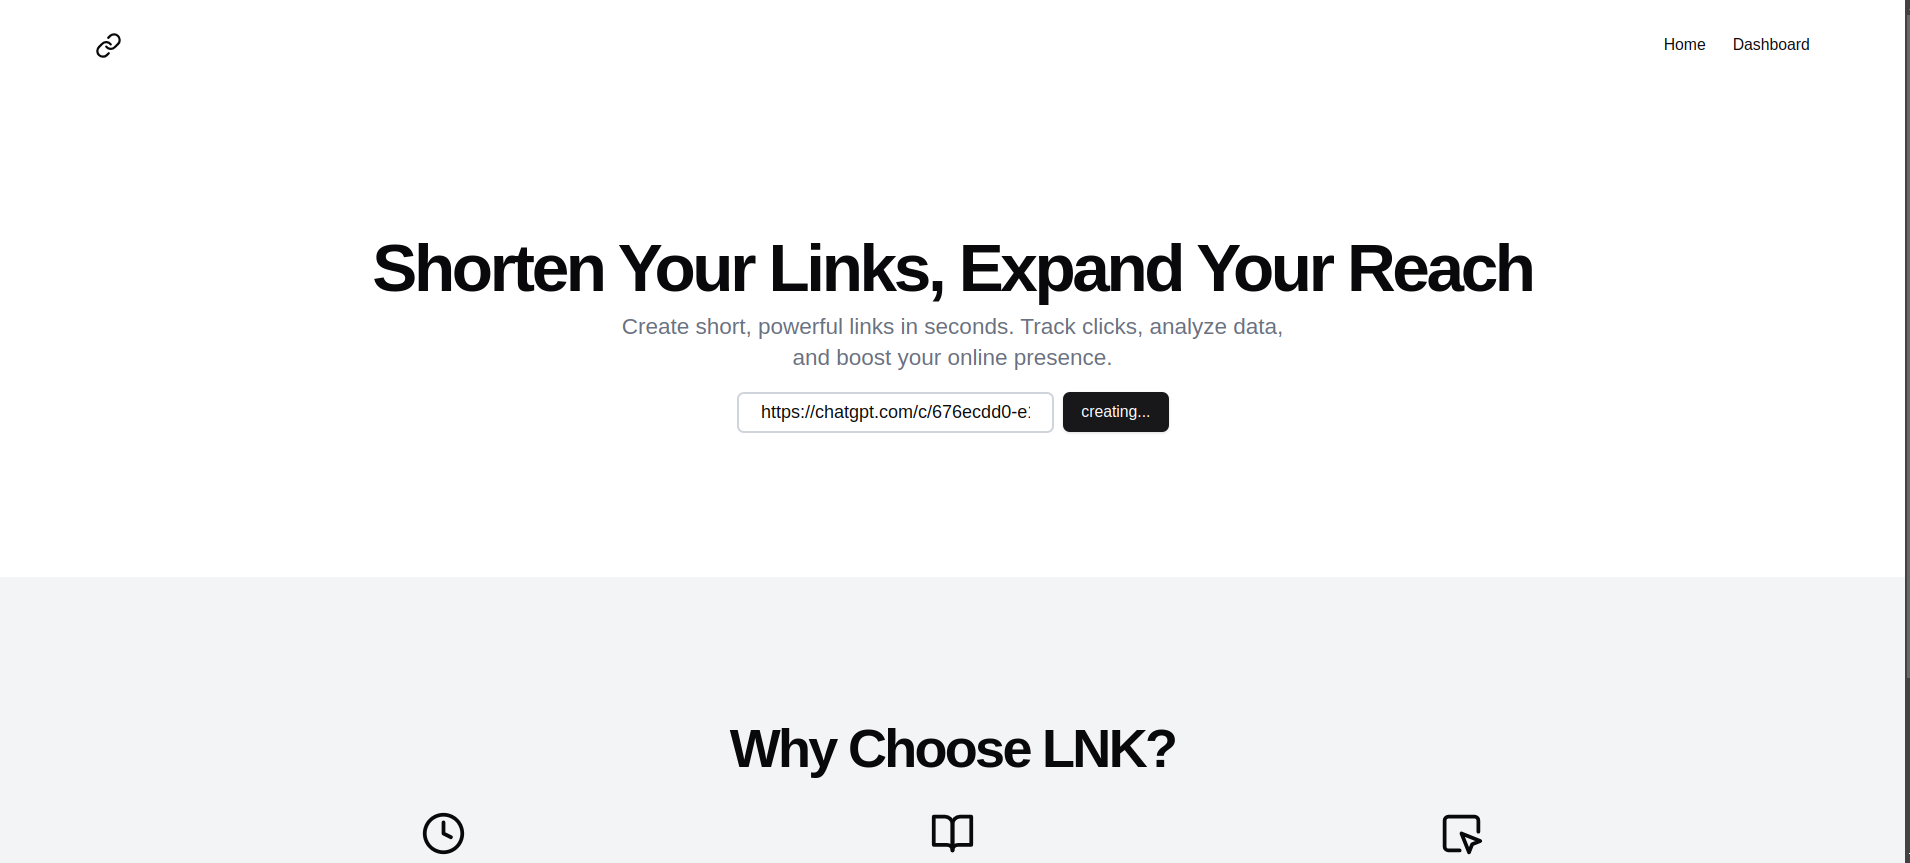 Home Dashboard
Shorten Your Links, Expand Your Reach
Create short, powerful links in seconds. Track clicks, analyze data,
and boost your online presence.
https://chatgpt.com/c/676ecdd0-e creating...
Why Choose LNK?